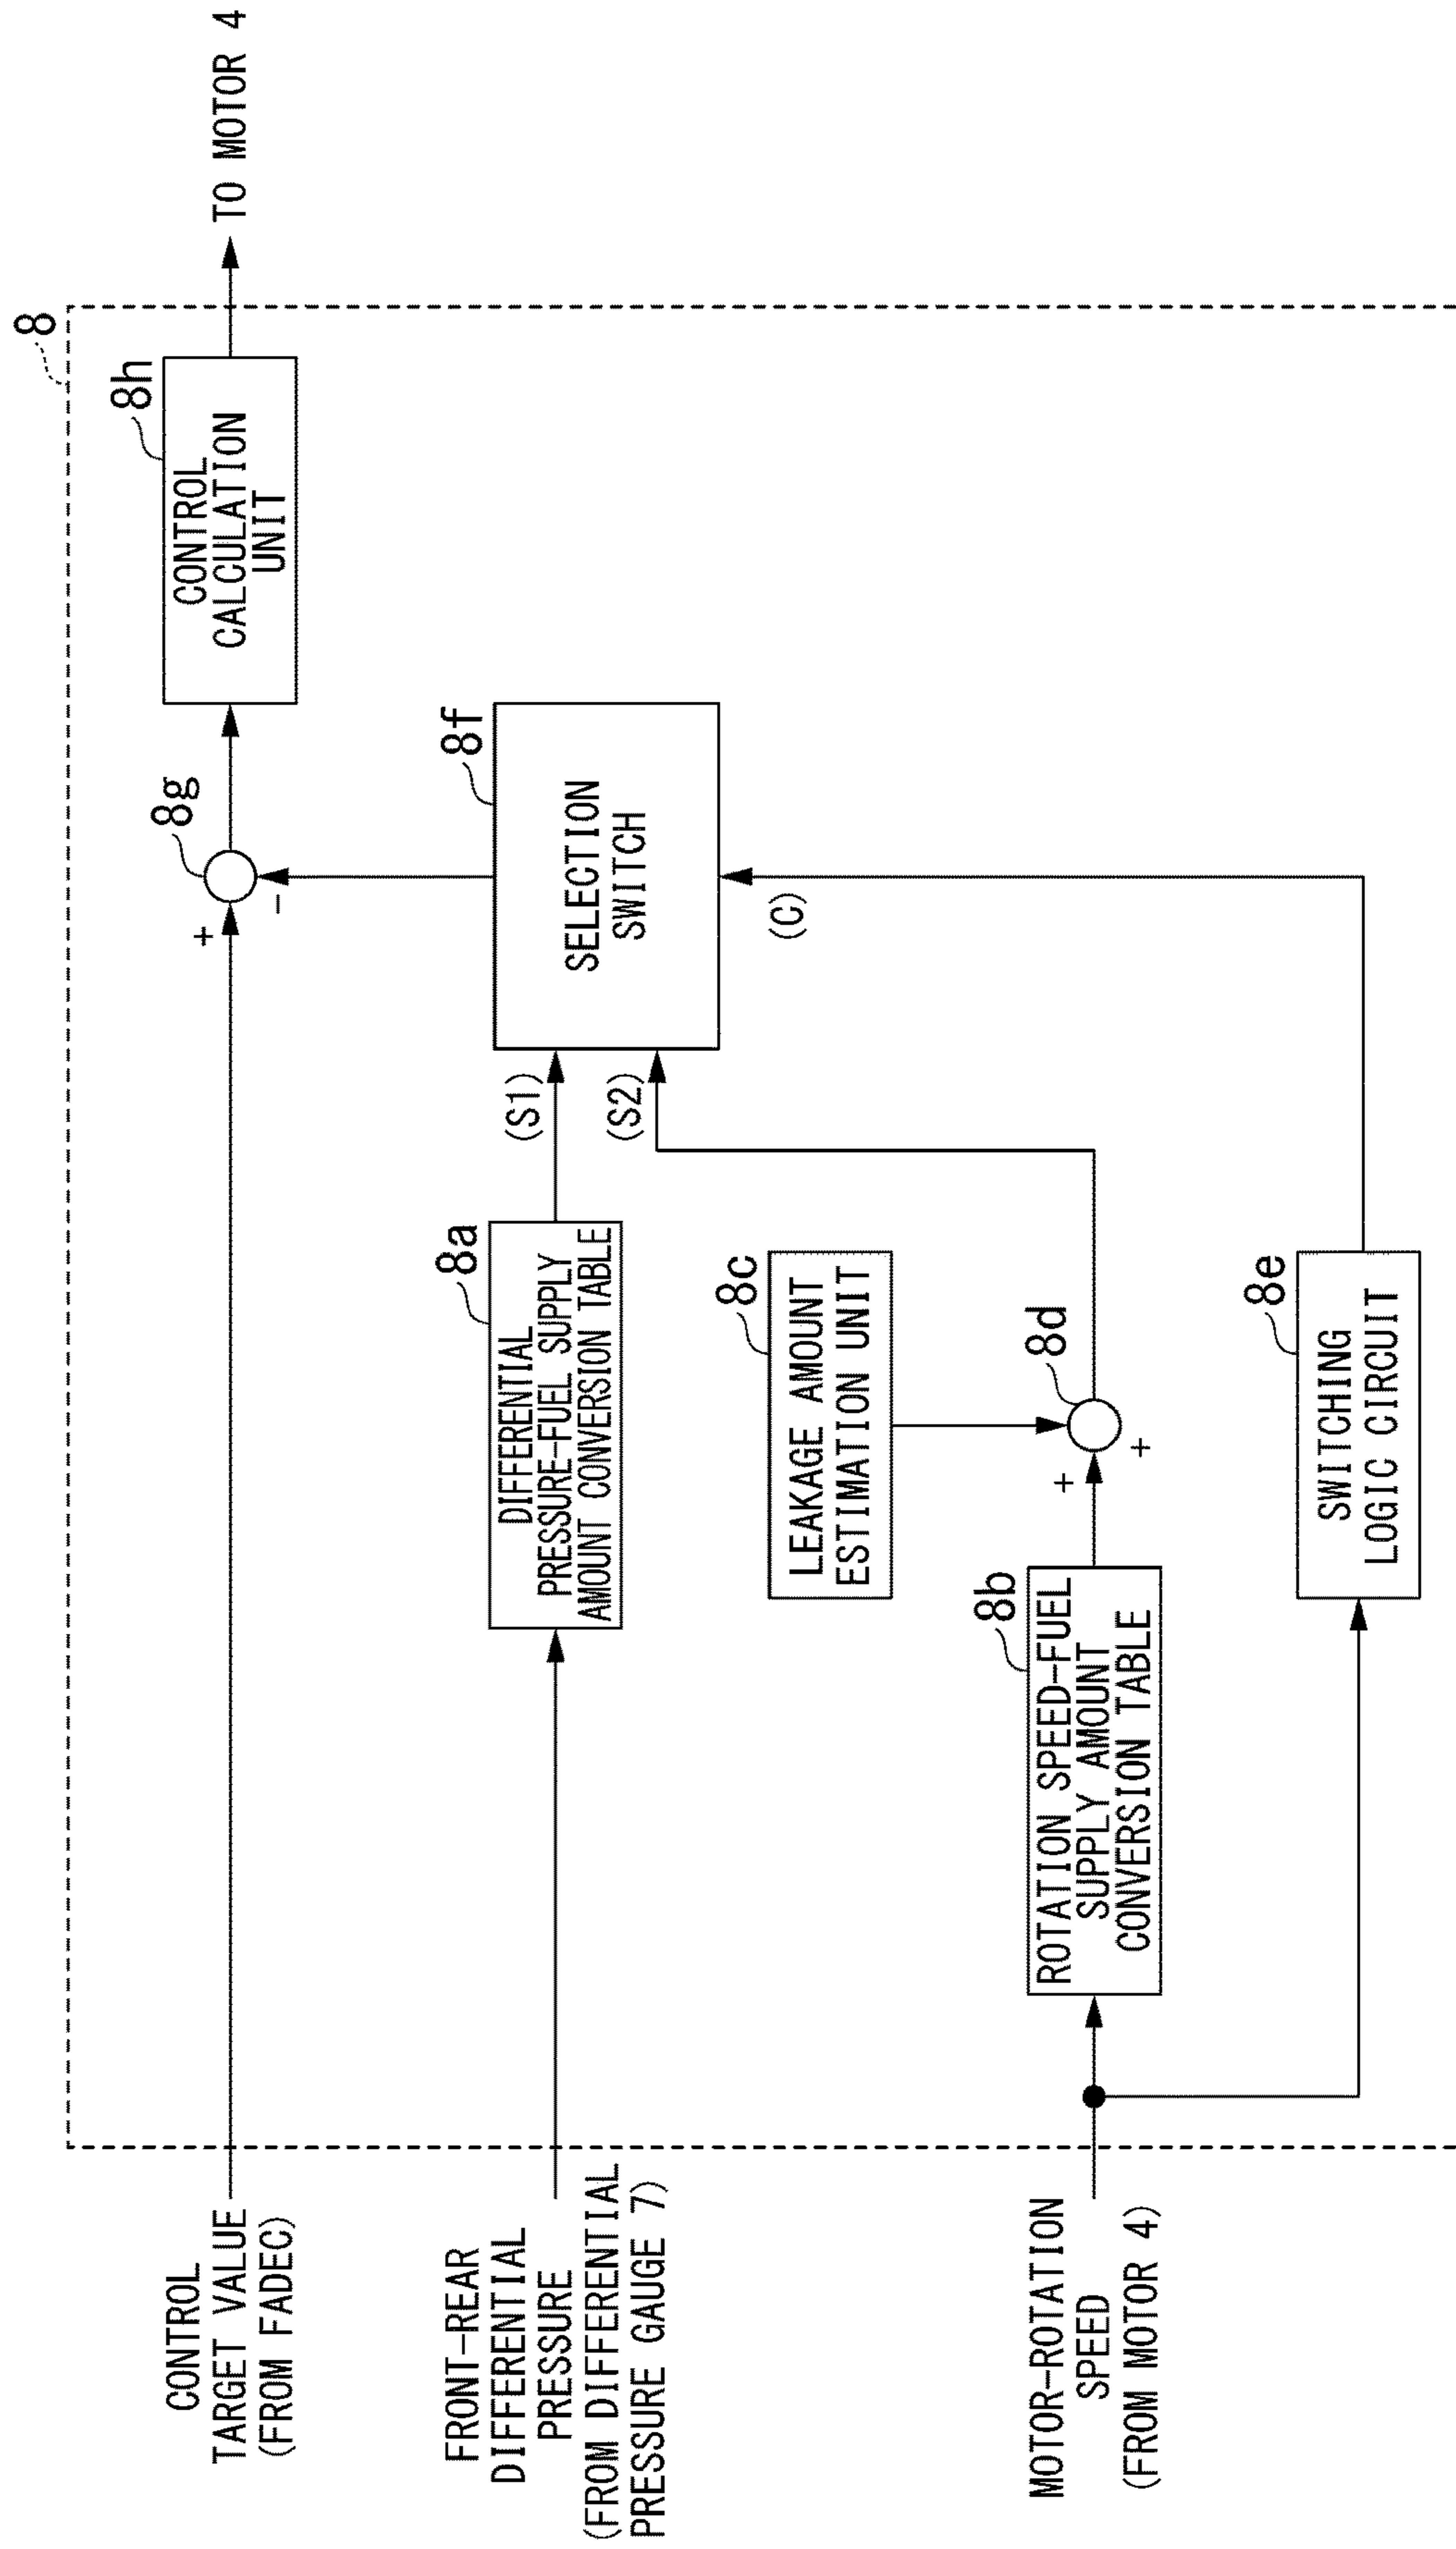 8
CONTROL
TARGET VALUE
(FROM FADEC)
+
-
8g
8h
CONTROL
CALCULATION
UNIT
TO MOTOR 4
FRONT-REAR
DIFFERENTIAL
PRESSURE
(FROM DIFFERENTIAL
PRESSURE GAUGE 7)
8a
DIFFERENTIAL
PRESSURE-FUEL SUPPLY
AMOUNT CONVERSION TABLE
(S1)
(S2)
8f
SELECTION
SWITCH
(C)
8c
LEAKAGE AMOUNT
ESTIMATION UNIT
MOTOR-ROTATION
SPEED
(FROM MOTOR 4)
8b
ROTATION SPEED-FUEL
SUPPLY AMOUNT
CONVERSION TABLE
+
+
8d
8e
SWITCHING
LOGIC CIRCUIT